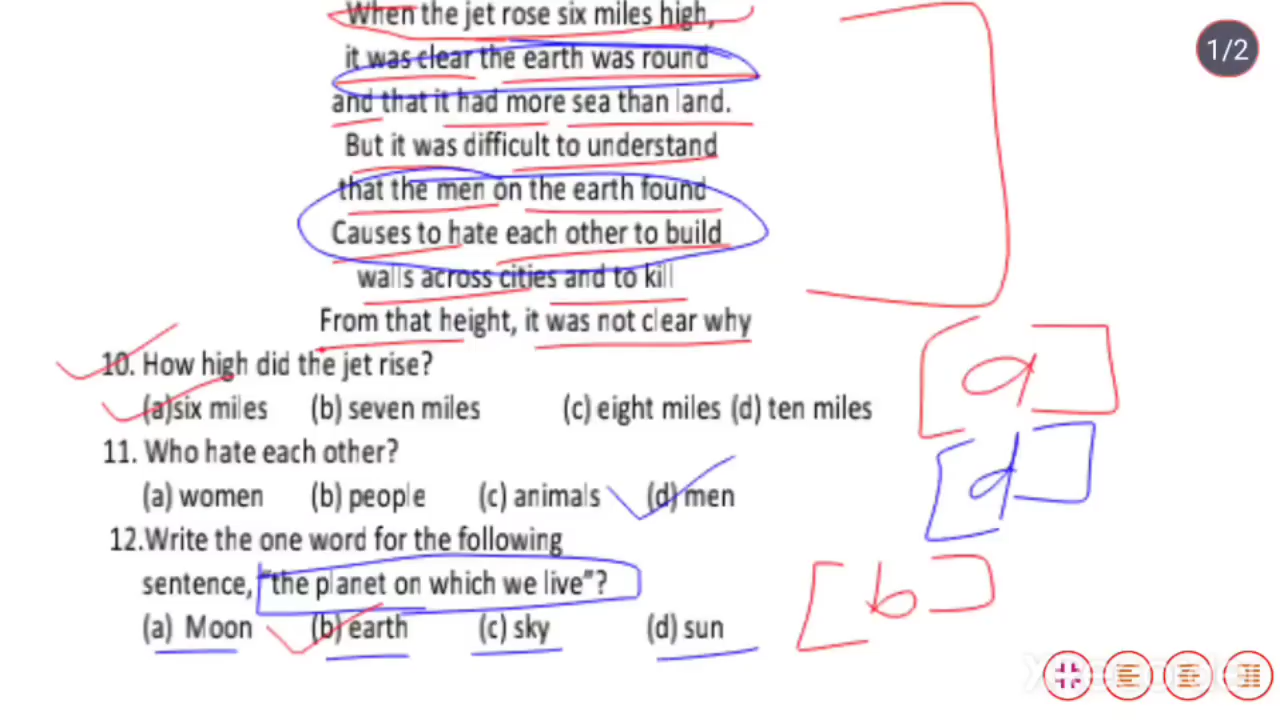 When the jet rose six miles high,
1/2
it was clear the earth was round
and that it had more sea than land.
But it was difficult to understand
that the men on the earth found
Causes to hate each other to build
walls across cities and to kill
From that height, it was not clear why
10. How high did the jet rise?
(a)six miles (b) seven miles (c) eight miles (d) ten miles
a
11. Who hate each other?
(a) women (b) people (c) animals (d) men
d
12.Write the one word for the following
sentence, "the planet on which we live"?
b
(a) Moon (b) earth (c) sky (d) sun